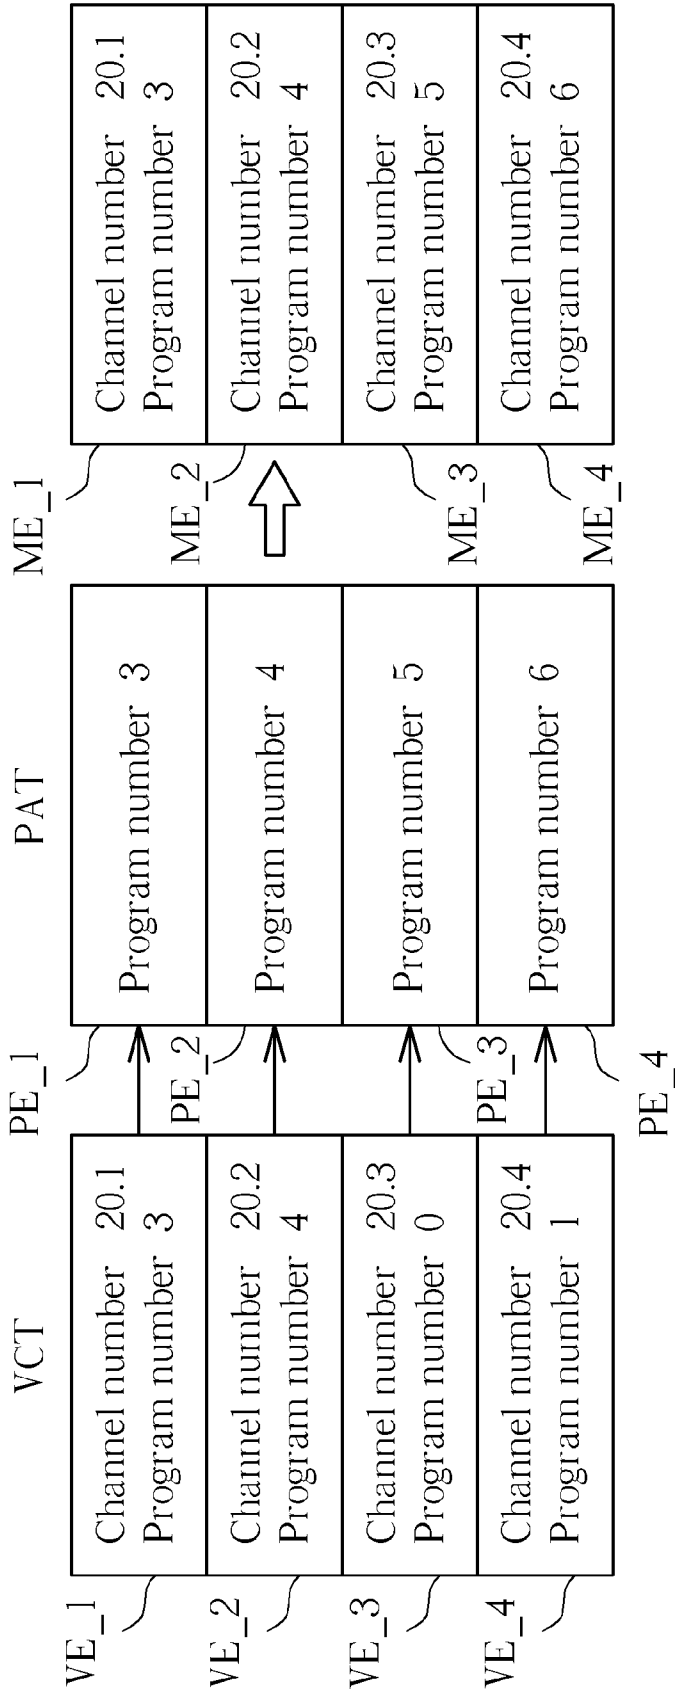 VCT
VE_1
Channel number 20.1
Program number 3
VE_2
Channel number 20.2
Program number 4
VE_3
Channel number 20.3
Program number 0
VE_4
Channel number 20.4
Program number 1
PAT
PE_1
Program number 3
PE_2
Program number 4
PE_3
Program number 5
PE_4
Program number 6
ME_1
Channel number 20.1
Program number 3
ME_2
Channel number 20.2
Program number 4
ME_3
Channel number 20.3
Program number 5
ME_4
Channel number 20.4
Program number 6